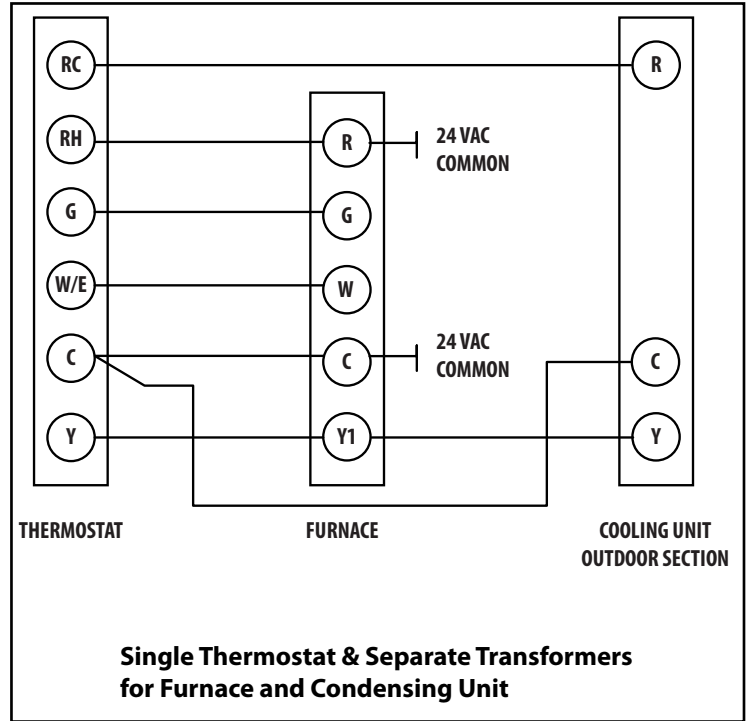 RC
R
RH
R
24 VAC
COMMON
G
G
W/E
W
C
C
24 VAC
COMMON
C
Y
Y1
Y
THERMOSTAT
FURNACE
COOLING UNIT
OUTDOOR SECTION
Single Thermostat & Separate Transformers
for Furnace and Condensing Unit